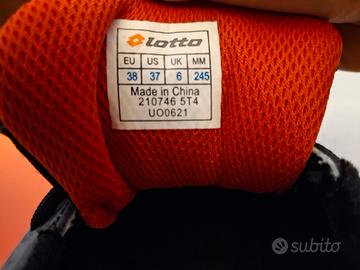 lotto
EU US UK MM
38 37 6 245
Made in China
210746 5T4
UO0621
subito